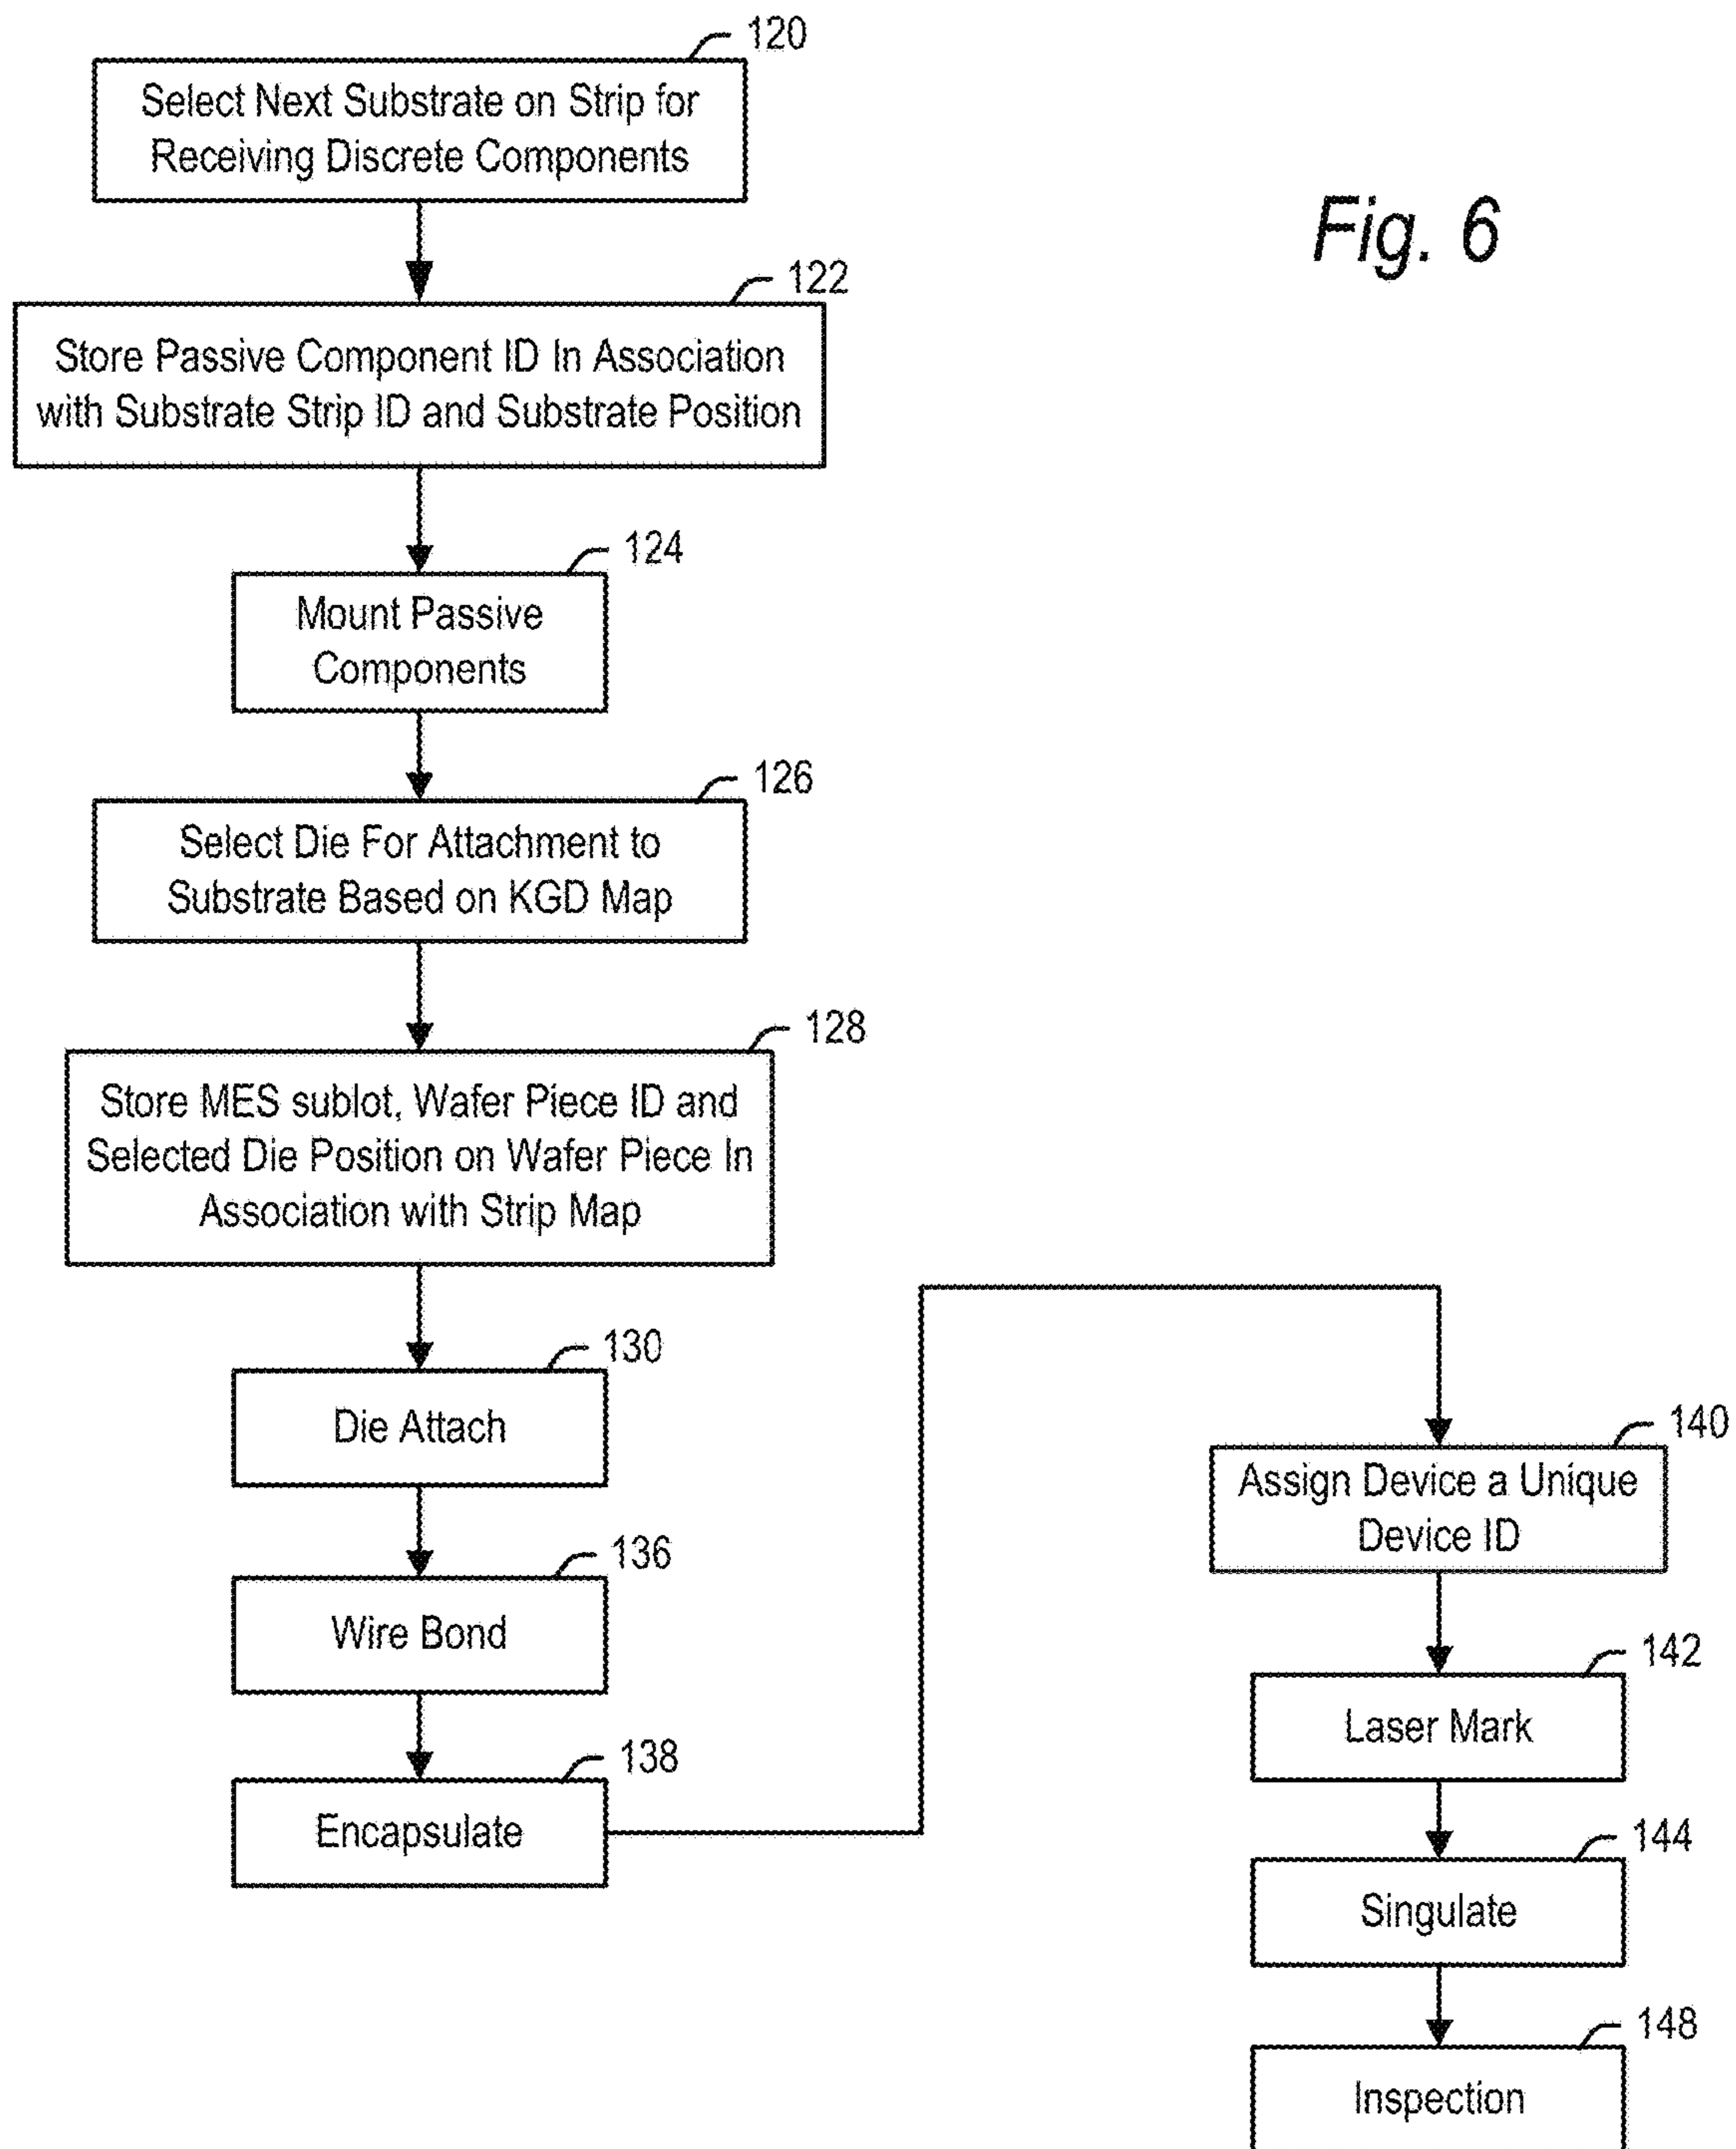 120
Select Next Substrate on Strip for
Receiving Discrete Components
Fig. 6
122
Store Passive Component ID In Association
with Substrate Strip ID and Substrate Position
124
Mount Passive
Components
126
Select Die For Attachment to
Substrate Based on KGD Map
128
Store MES sublot, Wafer Piece ID and
Selected Die Position on Wafer Piece In
Association with Strip Map
130
Die Attach
136
Wire Bond
138
Encapsulate
140
Assign Device a Unique
Device ID
142
Laser Mark
144
Singulate
148
Inspection